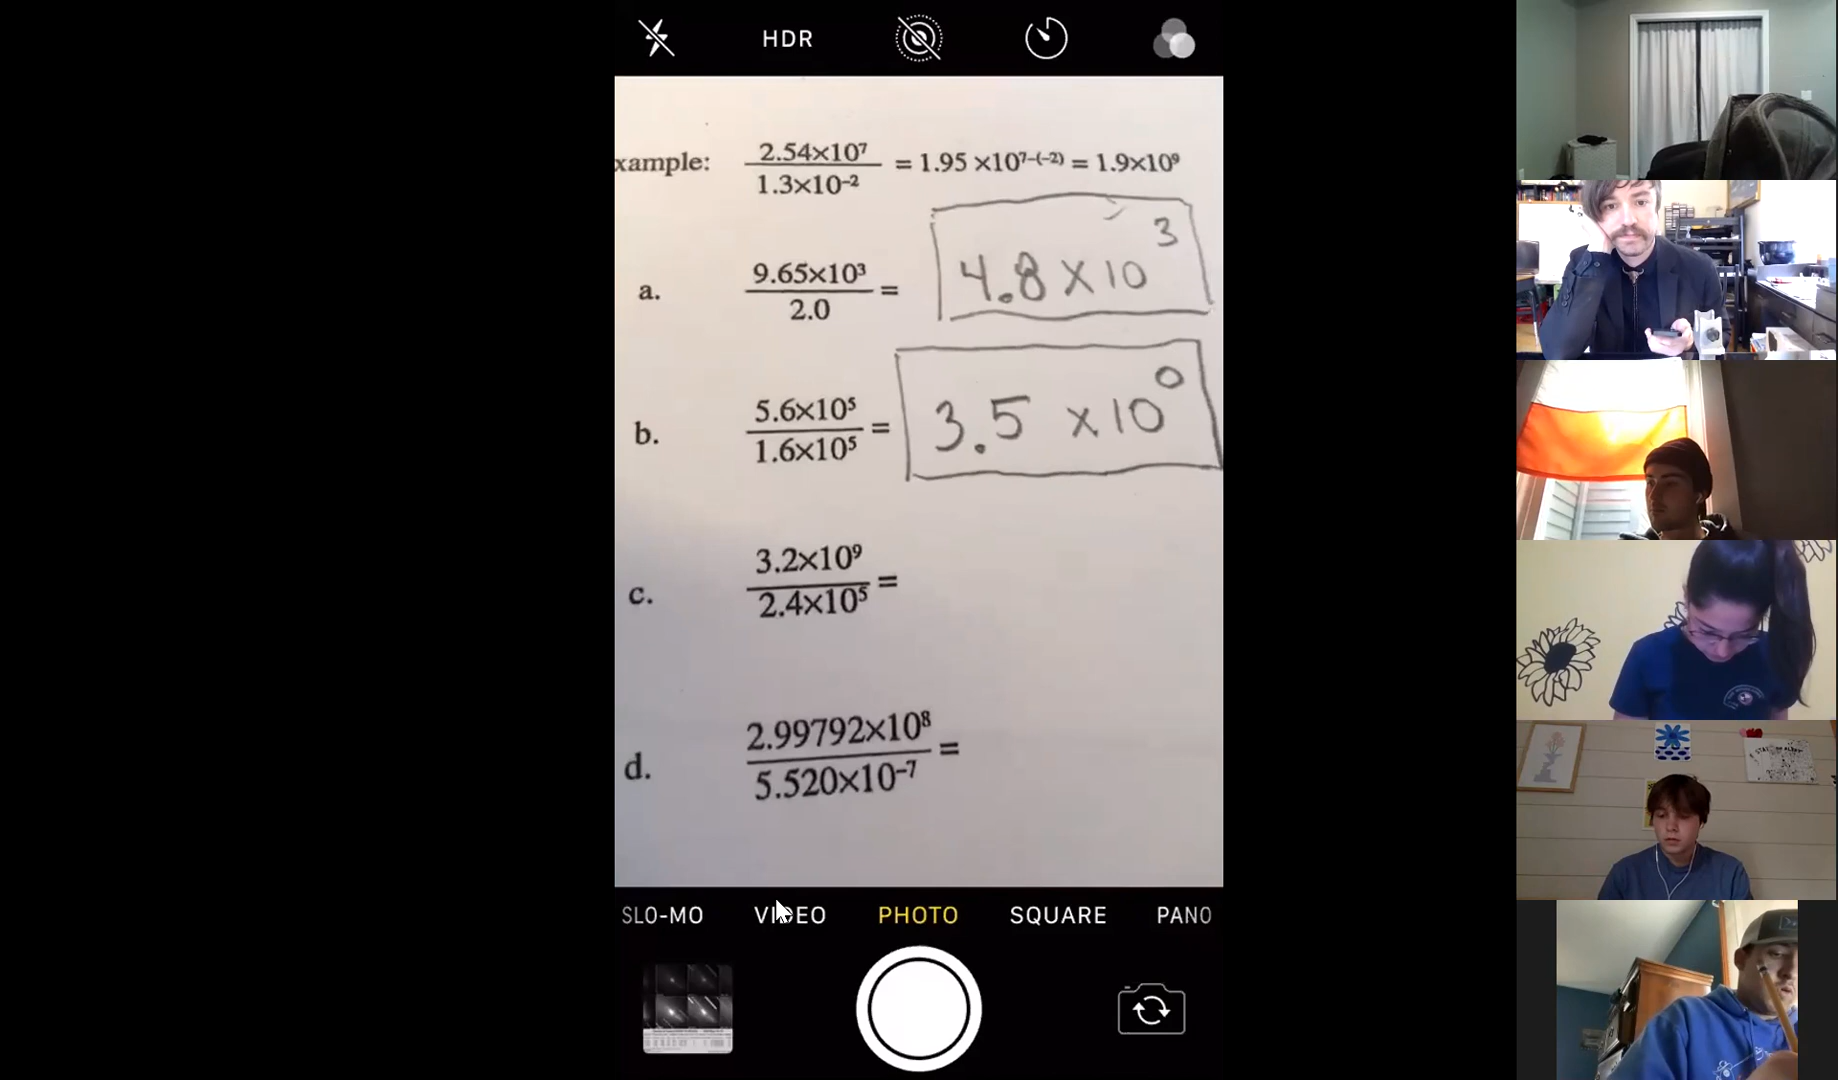 HDR
xample: 2.54×10⁷ / 1.3×10⁻² = 1.95 ×10⁷⁻⁽⁻²⁾ = 1.9×10⁹
a. 9.65×10³ / 2.0 = 4.8 × 10³
b. 5.6×10⁵ / 1.6×10⁵ = 3.5 × 10⁰
c. 3.2×10⁹ / 2.4×10⁵ =
d. 2.99792×10⁸ / 5.520×10⁻⁷ =
SLO-MO VIDEO PHOTO SQUARE PANO